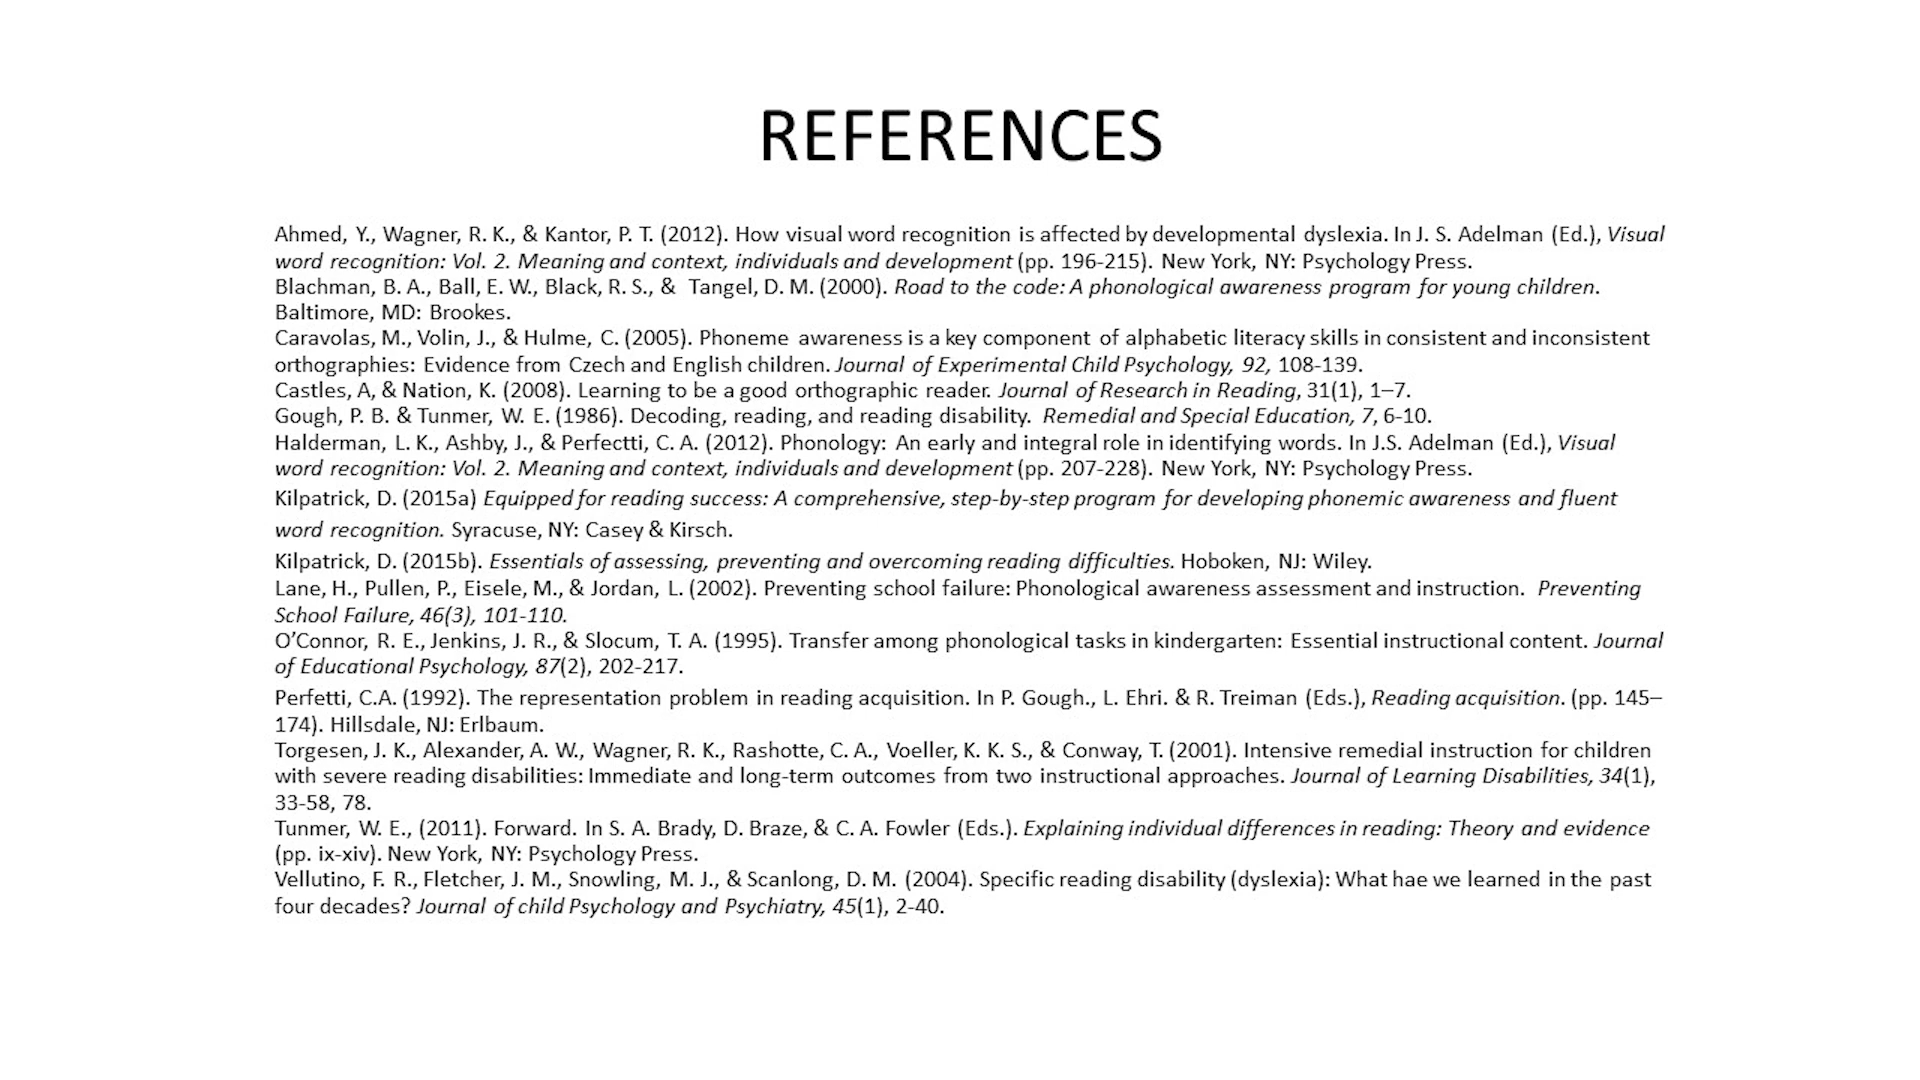 REFERENCES
Ahmed, Y., Wagner, R. K., & Kantor, P. T. (2012). How visual word recognition is affected by developmental dyslexia. In J. S. Adelman (Ed.), Visual
word recognition: Vol. 2. Meaning and context, individuals and development (pp. 196-215). New York, NY: Psychology Press.
Blachman, B. A., Ball, E. W., Black, R. S., & Tangel, D. M. (2000). Road to the code: A phonological awareness program for young children.
Baltimore, MD: Brookes.
Caravolas, M., Volin, J., & Hulme, C. (2005). Phoneme awareness is a key component of alphabetic literacy skills in consistent and inconsistent
orthographies: Evidence from Czech and English children. Journal of Experimental Child Psychology, 92, 108-139.
Castles, A, & Nation, K. (2008). Learning to be a good orthographic reader. Journal of Research in Reading, 31(1), 1–7.
Gough, P. B. & Tunmer, W. E. (1986). Decoding, reading, and reading disability. Remedial and Special Education, 7, 6-10.
Halderman, L. K., Ashby, J., & Perfectti, C. A. (2012). Phonology: An early and integral role in identifying words. In J.S. Adelman (Ed.), Visual
word recognition: Vol. 2. Meaning and context, individuals and development (pp. 207-228). New York, NY: Psychology Press.
Kilpatrick, D. (2015a) Equipped for reading success: A comprehensive, step-by-step program for developing phonemic awareness and fluent
word recognition. Syracuse, NY: Casey & Kirsch.
Kilpatrick, D. (2015b). Essentials of assessing, preventing and overcoming reading difficulties. Hoboken, NJ: Wiley.
Lane, H., Pullen, P., Eisele, M., & Jordan, L. (2002). Preventing school failure: Phonological awareness assessment and instruction. Preventing
School Failure, 46(3), 101-110.
O’Connor, R. E., Jenkins, J. R., & Slocum, T. A. (1995). Transfer among phonological tasks in kindergarten: Essential instructional content. Journal
of Educational Psychology, 87(2), 202-217.
Perfetti, C.A. (1992). The representation problem in reading acquisition. In P. Gough., L. Ehri. & R. Treiman (Eds.), Reading acquisition. (pp. 145–
174). Hillsdale, NJ: Erlbaum.
Torgesen, J. K., Alexander, A. W., Wagner, R. K., Rashotte, C. A., Voeller, K. K. S., & Conway, T. (2001). Intensive remedial instruction for children
with severe reading disabilities: Immediate and long-term outcomes from two instructional approaches. Journal of Learning Disabilities, 34(1),
33-58, 78.
Tunmer, W. E., (2011). Forward. In S. A. Brady, D. Braze, & C. A. Fowler (Eds.). Explaining individual differences in reading: Theory and evidence
(pp. ix-xiv). New York, NY: Psychology Press.
Vellutino, F. R., Fletcher, J. M., Snowling, M. J., & Scanlong, D. M. (2004). Specific reading disability (dyslexia): What hae we learned in the past
four decades? Journal of child Psychology and Psychiatry, 45(1), 2-40.